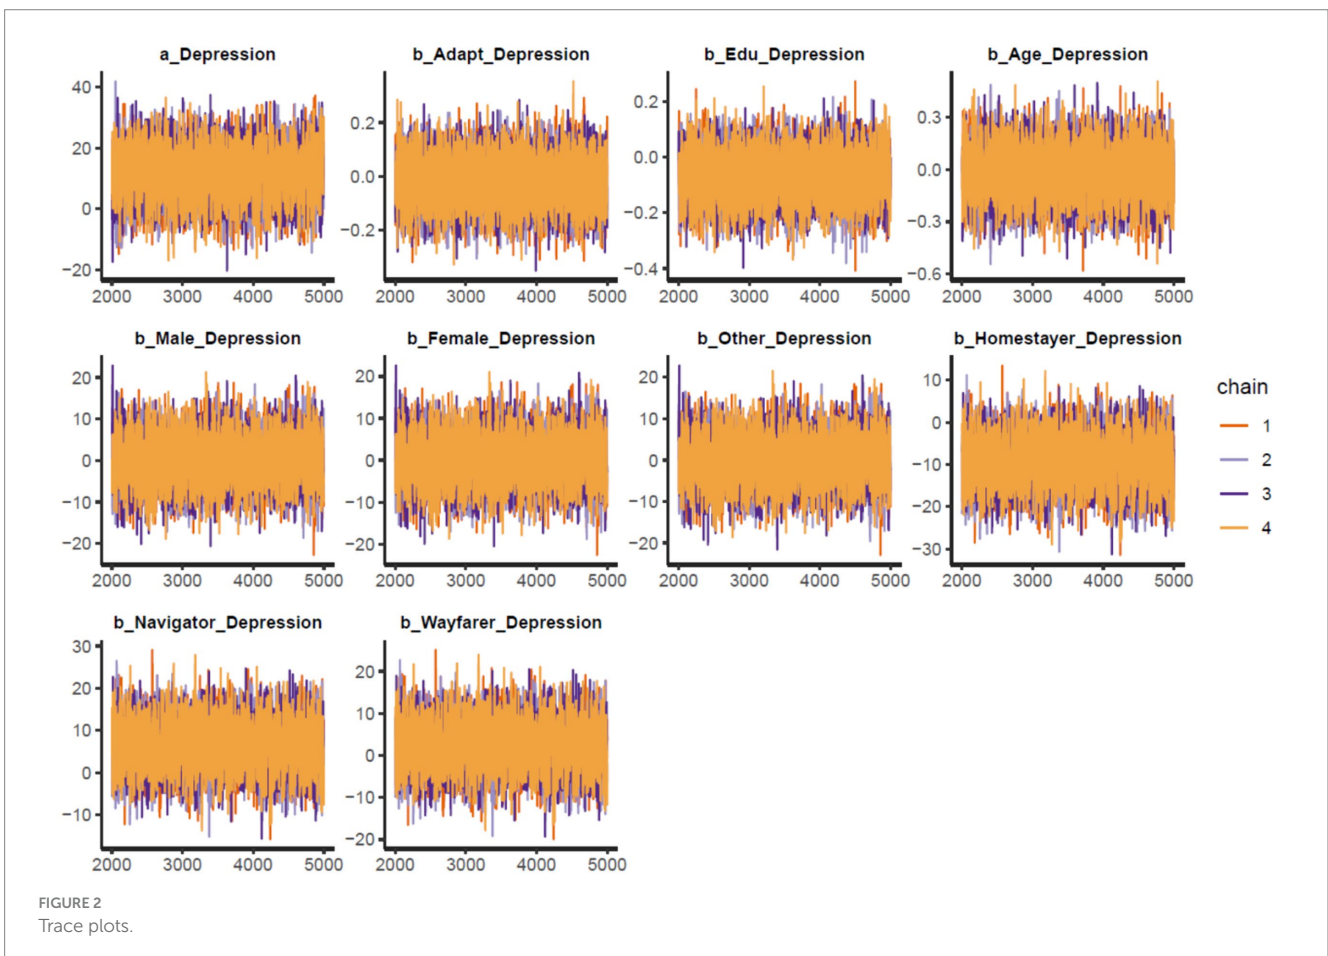 a_Depression
b_Adapt_Depression
b_Edu_Depression
b_Age_Depression
40
20
0
−20
0.2
0.0
−0.2
0.2
0.0
−0.2
−0.4
0.3
0.0
−0.3
−0.6
2000 3000 4000 5000
2000 3000 4000 5000
2000 3000 4000 5000
2000 3000 4000 5000
b_Male_Depression
b_Female_Depression
b_Other_Depression
b_Homestayer_Depression
20
10
0
−10
−20
20
10
0
−10
−20
20
10
0
−10
−20
10
0
−10
−20
−30
2000 3000 4000 5000
2000 3000 4000 5000
2000 3000 4000 5000
2000 3000 4000 5000
chain
1
2
3
4
b_Navigator_Depression
b_Wayfarer_Depression
30
20
10
0
−10
20
10
0
−10
−20
2000 3000 4000 5000
2000 3000 4000 5000
FIGURE 2
Trace plots.